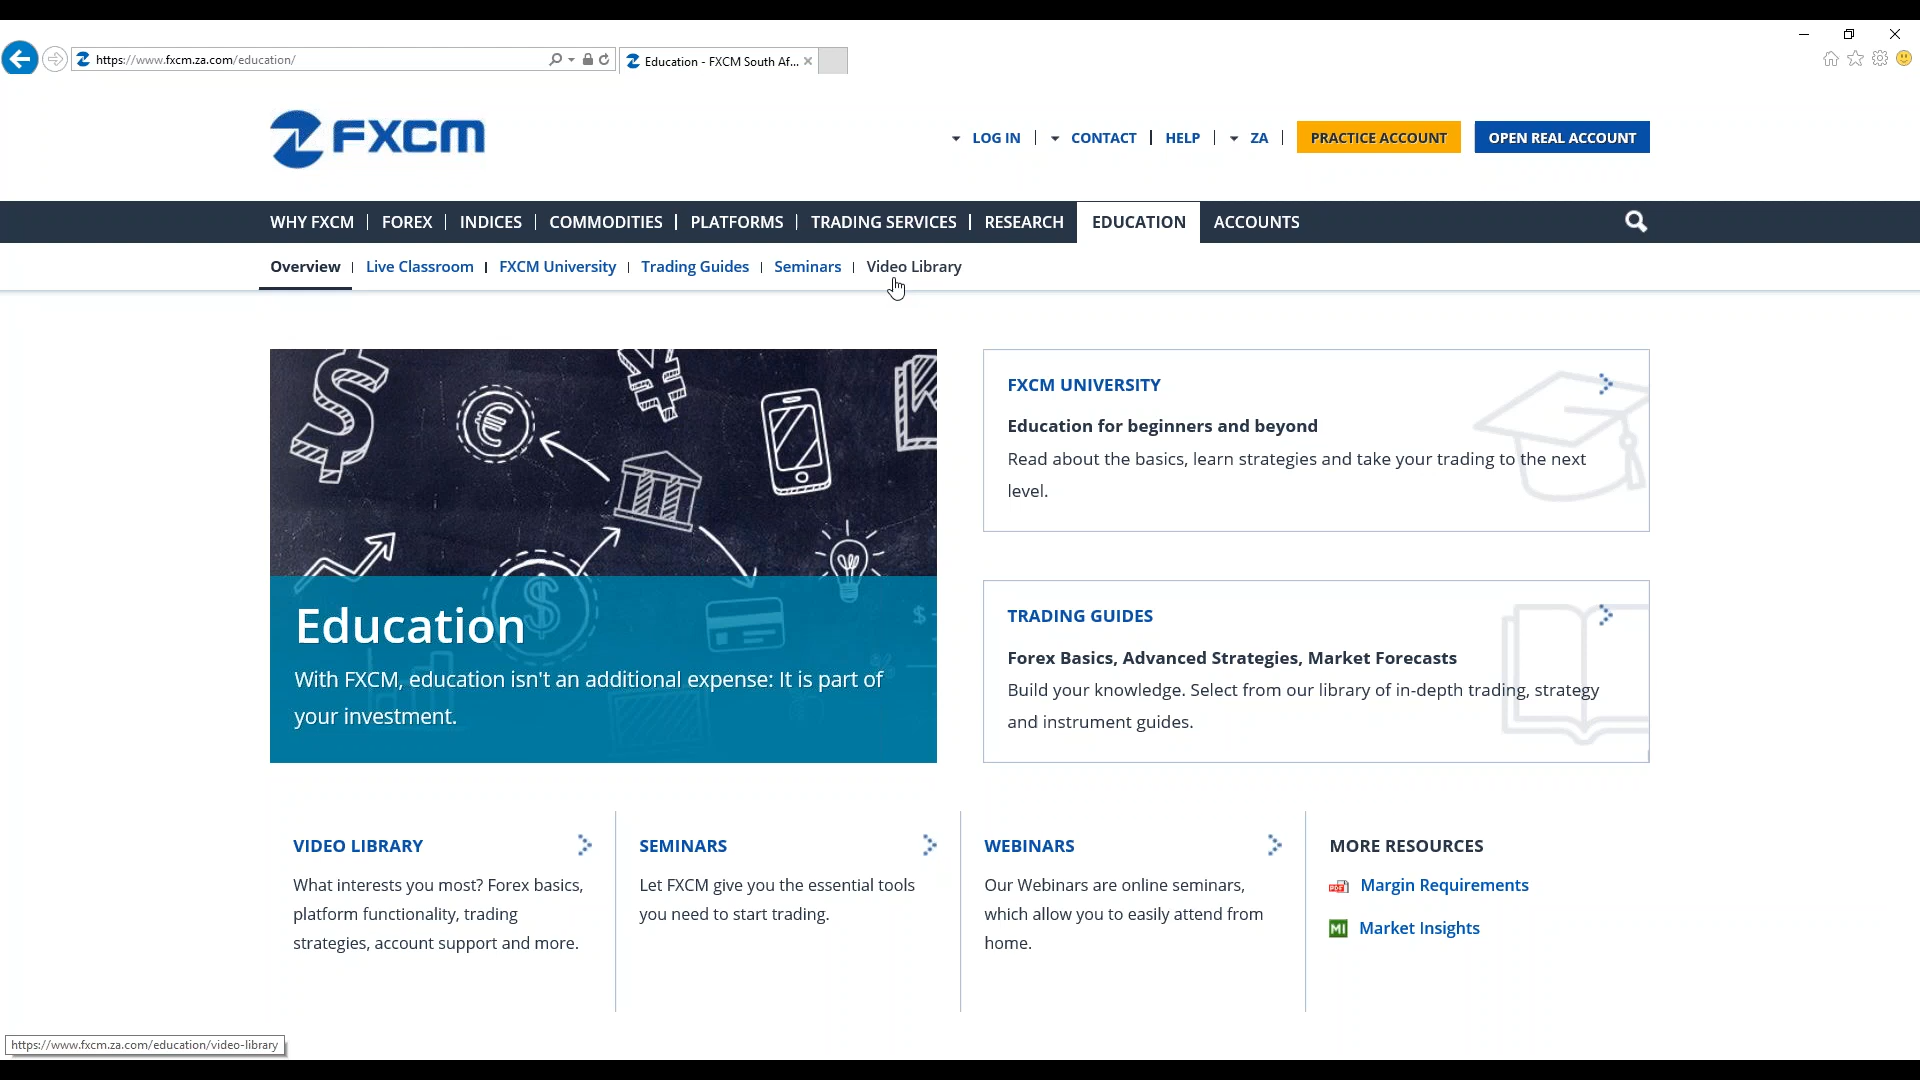 https://www.fxcm.za.com/education/
Education - FXCM South Af...
FXCM
LOG IN | CONTACT | HELP | ZA | PRACTICE ACCOUNT OPEN REAL ACCOUNT
WHY FXCM | FOREX | INDICES | COMMODITIES | PLATFORMS | TRADING SERVICES | RESEARCH EDUCATION ACCOUNTS
Overview | Live Classroom | FXCM University | Trading Guides | Seminars | Video Library
Education
With FXCM, education isn't an additional expense: It is part of
your investment.
FXCM UNIVERSITY
Education for beginners and beyond
Read about the basics, learn strategies and take your trading to the next
level.
TRADING GUIDES
Forex Basics, Advanced Strategies, Market Forecasts
Build your knowledge. Select from our library of in-depth trading, strategy
and instrument guides.
VIDEO LIBRARY
What interests you most? Forex basics,
platform functionality, trading
strategies, account support and more.
SEMINARS
Let FXCM give you the essential tools
you need to start trading.
WEBINARS
Our Webinars are online seminars,
which allow you to easily attend from
home.
MORE RESOURCES
PDF Margin Requirements
MI Market Insights
https://www.fxcm.za.com/education/video-library